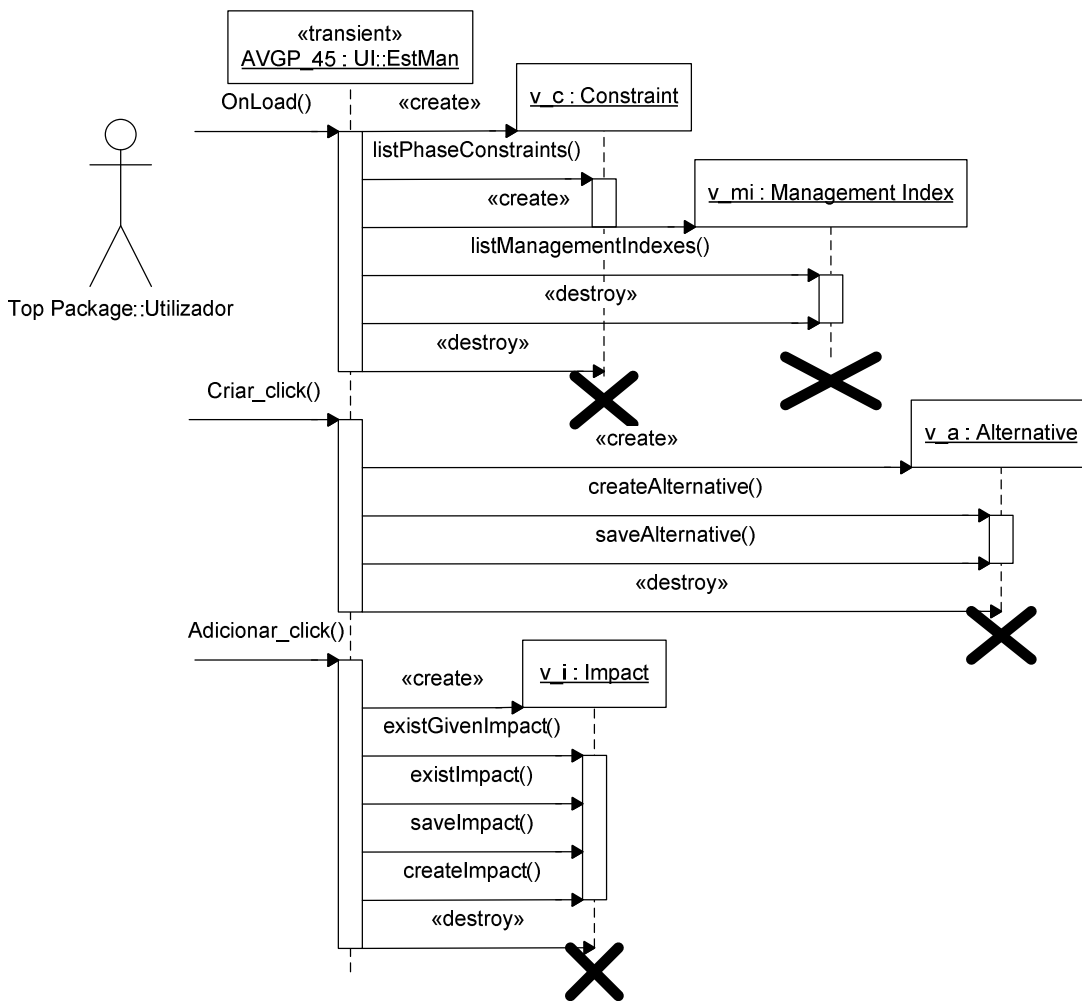 «transient»
AVGP_45 : UI::EstMan
OnLoad()
«create»
v_c : Constraint
listPhaseConstraints()
«create»
v_mi : Management Index
listManagementIndexes()
«destroy»
Top Package::Utilizador
«destroy»
Criar_click()
«create»
v_a : Alternative
createAlternative()
saveAlternative()
«destroy»
Adicionar_click()
«create»
v_i : Impact
existGivenImpact()
existImpact()
saveImpact()
createImpact()
«destroy»